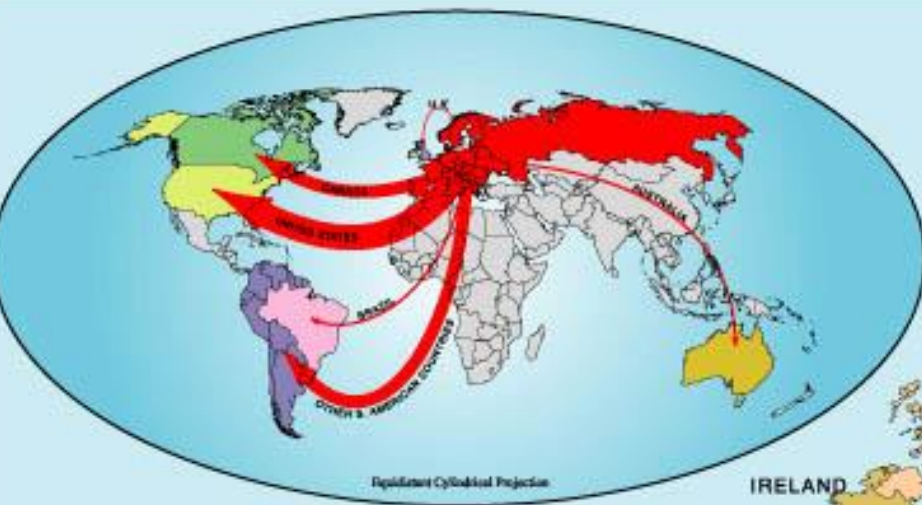 U.K.
CANADA
UNITED STATES
AUSTRALIA
BRAZIL
OTHER S. AMERICAN COUNTRIES
Equidistant Cylindrical Projection
IRELAND